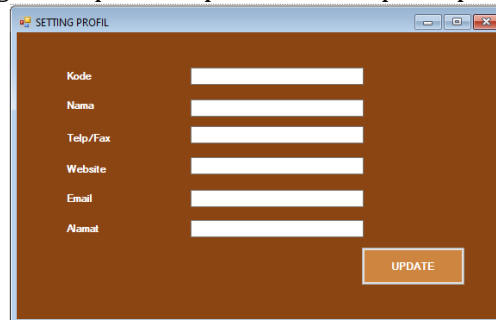 SETTING PROFIL
Kode
Nama
Telp/Fax
Website
Email
Alamat
UPDATE